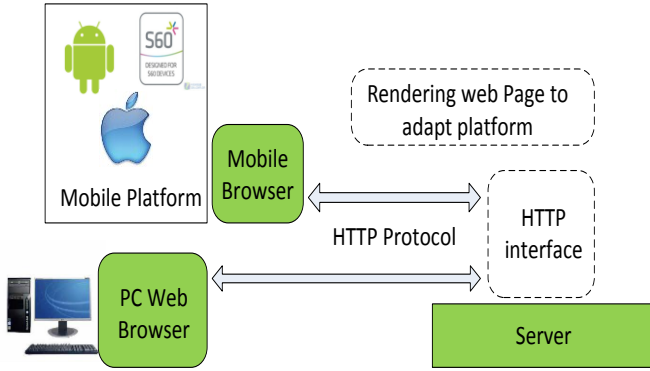 S60
DESIGNED FOR
S60 DEVICES
Mobile Platform
Mobile
Browser
Rendering web Page to
adapt platform
HTTP Protocol
HTTP
interface
PC Web
Browser
Server